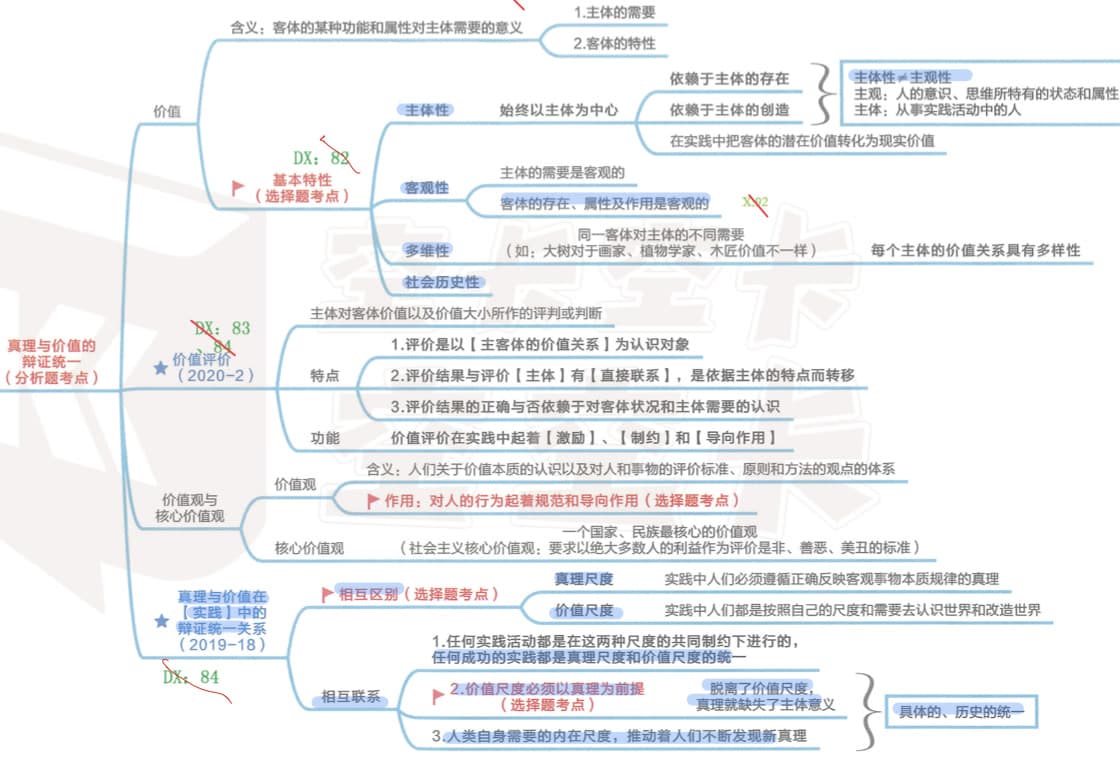 含义：客体的某种功能和属性对主体需要的意义
1.主体的需要
2.客体的特性
价值
DX：82
基本特性
（选择题考点）
主体性
始终以主体为中心
依赖于主体的存在
依赖于主体的创造
在实践中把客体的潜在价值转化为现实价值
主体性≠主观性
主观：人的意识、思维所特有的状态和属性
主体：从事实践活动中的人
客观性
主体的需要是客观的
客体的存在、属性及作用是客观的
X:92
多维性
同一客体对主体的不同需要
（如：大树对于画家、植物学家、木匠价值不一样）
每个主体的价值关系具有多样性
社会历史性
真理与价值的
辩证统一
（分析题考点）
DX：83
、84
价值评价
（2020-2）
主体对客体价值以及价值大小所作的评判或判断
特点
1.评价是以【主客体的价值关系】为认识对象
2.评价结果与评价【主体】有【直接联系】，是依据主体的特点而转移
3.评价结果的正确与否依赖于对客体状况和主体需要的认识
功能
价值评价在实践中起着【激励】、【制约】和【导向作用】
价值观与
核心价值观
价值观
含义：人们关于价值本质的认识以及对人和事物的评价标准、原则和方法的观点的体系
作用：对人的行为起着规范和导向作用（选择题考点）
核心价值观
一个国家、民族最核心的价值观
（社会主义核心价值观：要求以绝大多数人的利益作为评价是非、善恶、美丑的标准）
真理与价值在
【实践】中的
辩证统一关系
（2019-18）
DX：84
相互区别（选择题考点）
真理尺度
实践中人们必须遵循正确反映客观事物本质规律的真理
价值尺度
实践中人们都是按照自己的尺度和需要去认识世界和改造世界
相互联系
1.任何实践活动都是在这两种尺度的共同制约下进行的，
任何成功的实践都是真理尺度和价值尺度的统一
2.价值尺度必须以真理为前提
（选择题考点）
脱离了价值尺度，
真理就缺失了主体意义
3.人类自身需要的内在尺度，推动着人们不断发现新真理
具体的、历史的统一